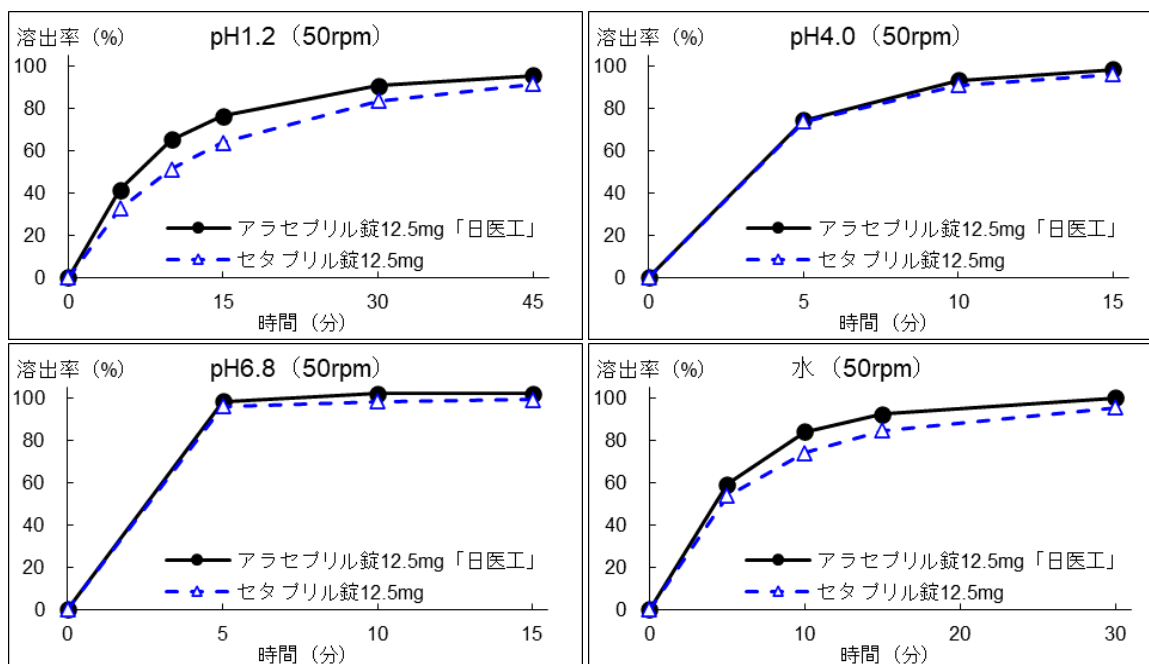 溶出率 (%) pH1.2 (50rpm)
100
80
60
40
20
0
アラセプリル錠12.5mg「日医工」
セタプリル錠12.5mg
0 15 30 45
時間 (分)
溶出率 (%) pH4.0 (50rpm)
100
80
60
40
20
0
アラセプリル錠12.5mg「日医工」
セタプリル錠12.5mg
0 5 10 15
時間 (分)
溶出率 (%) pH6.8 (50rpm)
100
80
60
40
20
0
アラセプリル錠12.5mg「日医工」
セタプリル錠12.5mg
0 5 10 15
時間 (分)
溶出率 (%) 水 (50rpm)
100
80
60
40
20
0
アラセプリル錠12.5mg「日医工」
セタプリル錠12.5mg
0 10 20 30
時間 (分)